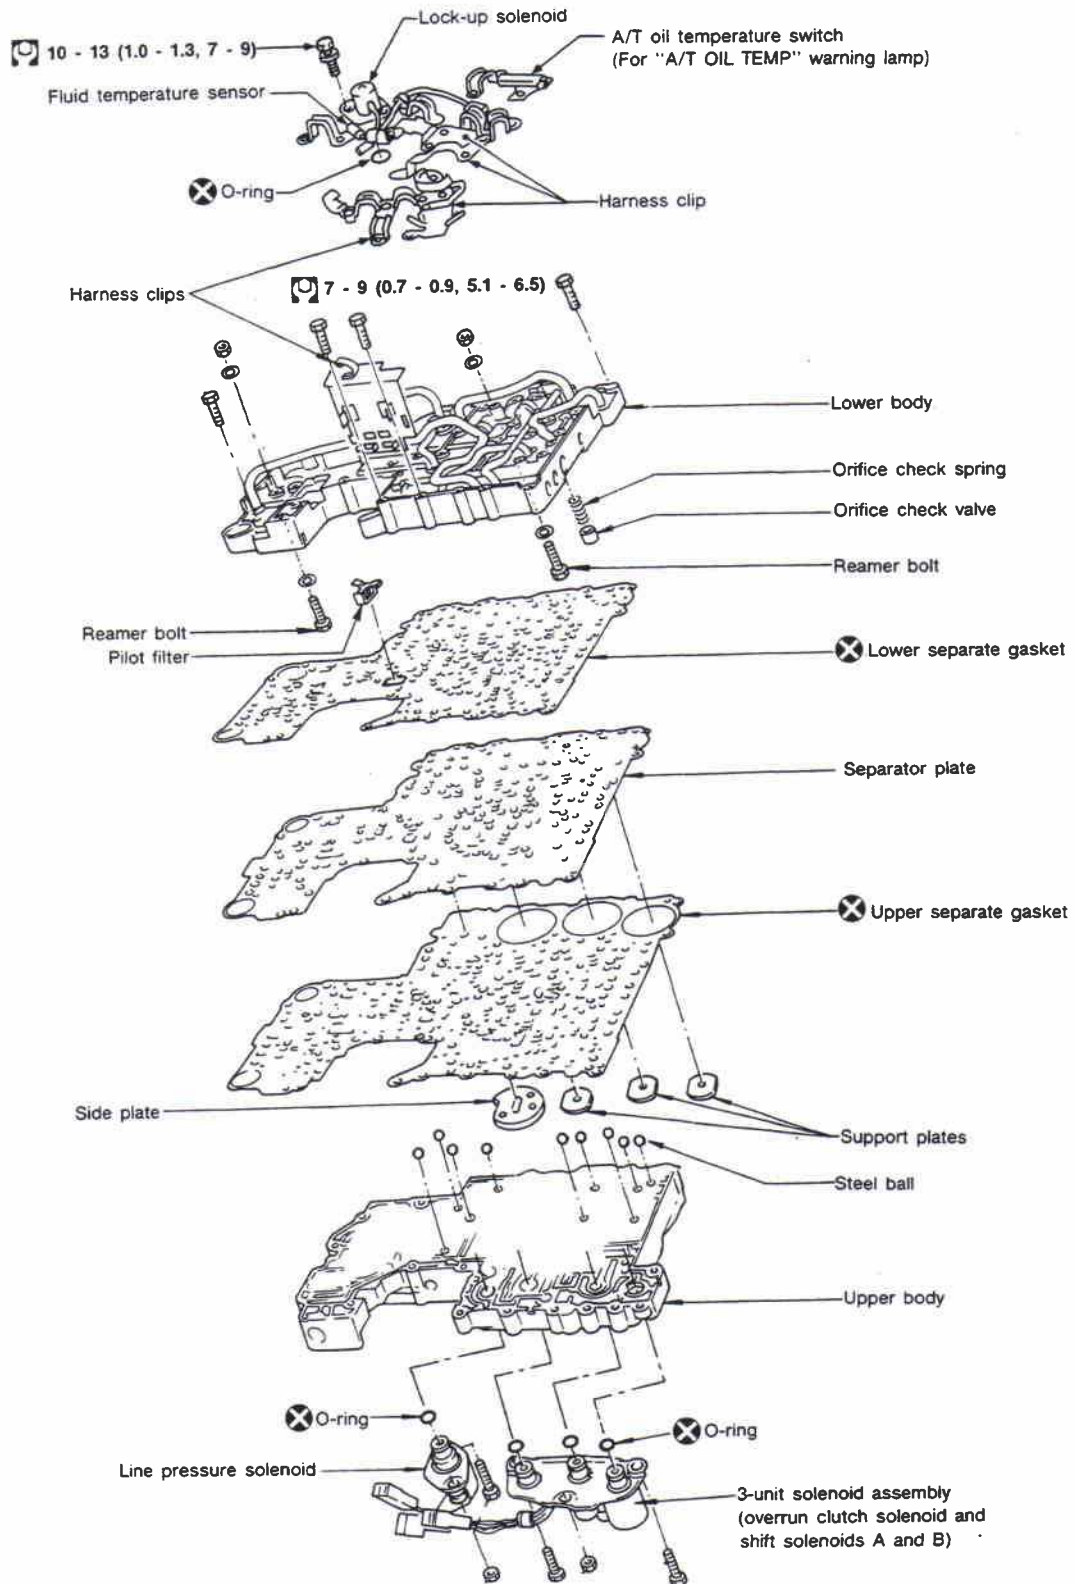 Lock-up solenoid
10 - 13 (1.0 - 1.3, 7 - 9)
A/T oil temperature switch
(For "A/T OIL TEMP" warning lamp)
Fluid temperature sensor
O-ring
Harness clip
Harness clips
7 - 9 (0.7 - 0.9, 5.1 - 6.5)
Lower body
Orifice check spring
Orifice check valve
Reamer bolt
Reamer bolt
Pilot filter
Lower separate gasket
Separator plate
Upper separate gasket
Side plate
Support plates
Steel ball
Upper body
O-ring
O-ring
Line pressure solenoid
3-unit solenoid assembly
(overrun clutch solenoid and
shift solenoids A and B)